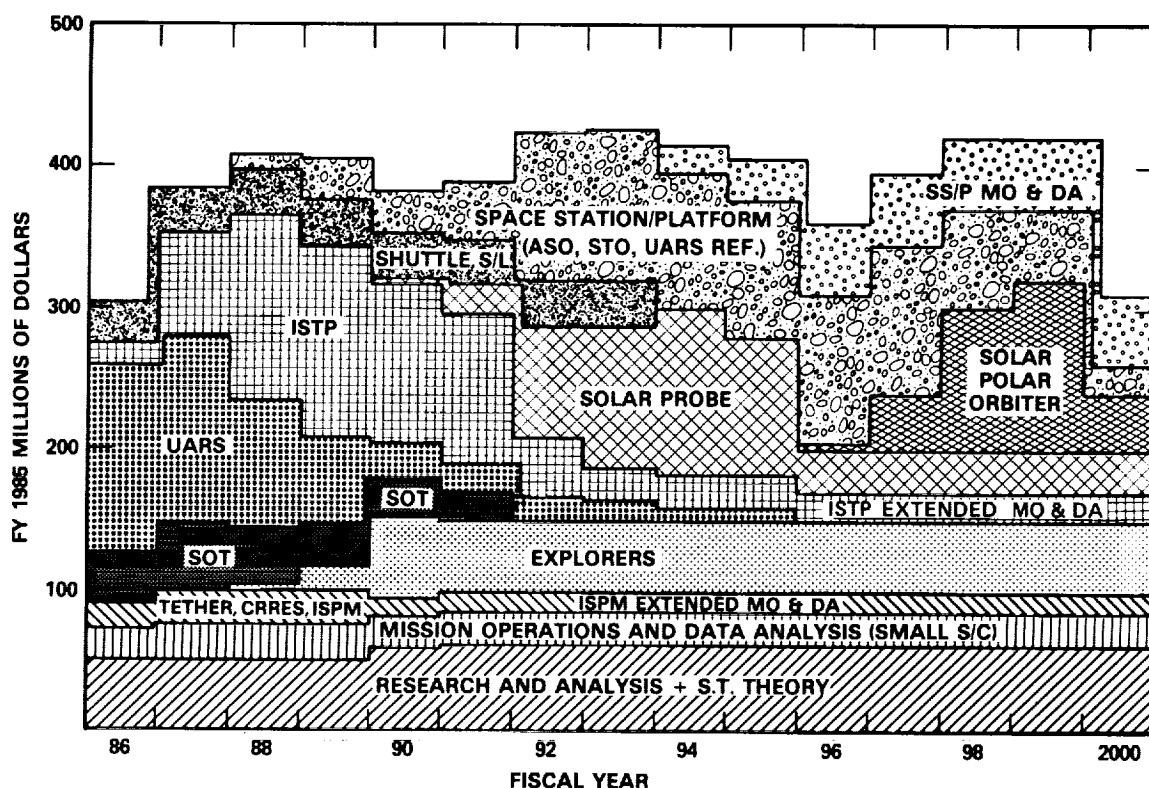 500
400
300
200
100
FY 1985 MILLIONS OF DOLLARS
SS/P MO & DA
SPACE STATION/PLATFORM
(ASO, STO, UARS REF.)
SHUTTLE, S/L
ISTP
SOLAR PROBE
SOLAR
POLAR
ORBITER
UARS
SOT
ISTP EXTENDED MO & DA
SOT
EXPLORERS
TETHER, CRRES, ISPM
ISPM EXTENDED MO & DA
MISSION OPERATIONS AND DATA ANALYSIS (SMALL S/C)
RESEARCH AND ANALYSIS + S.T. THEORY
86 88 90 92 94 96 98 2000
FISCAL YEAR